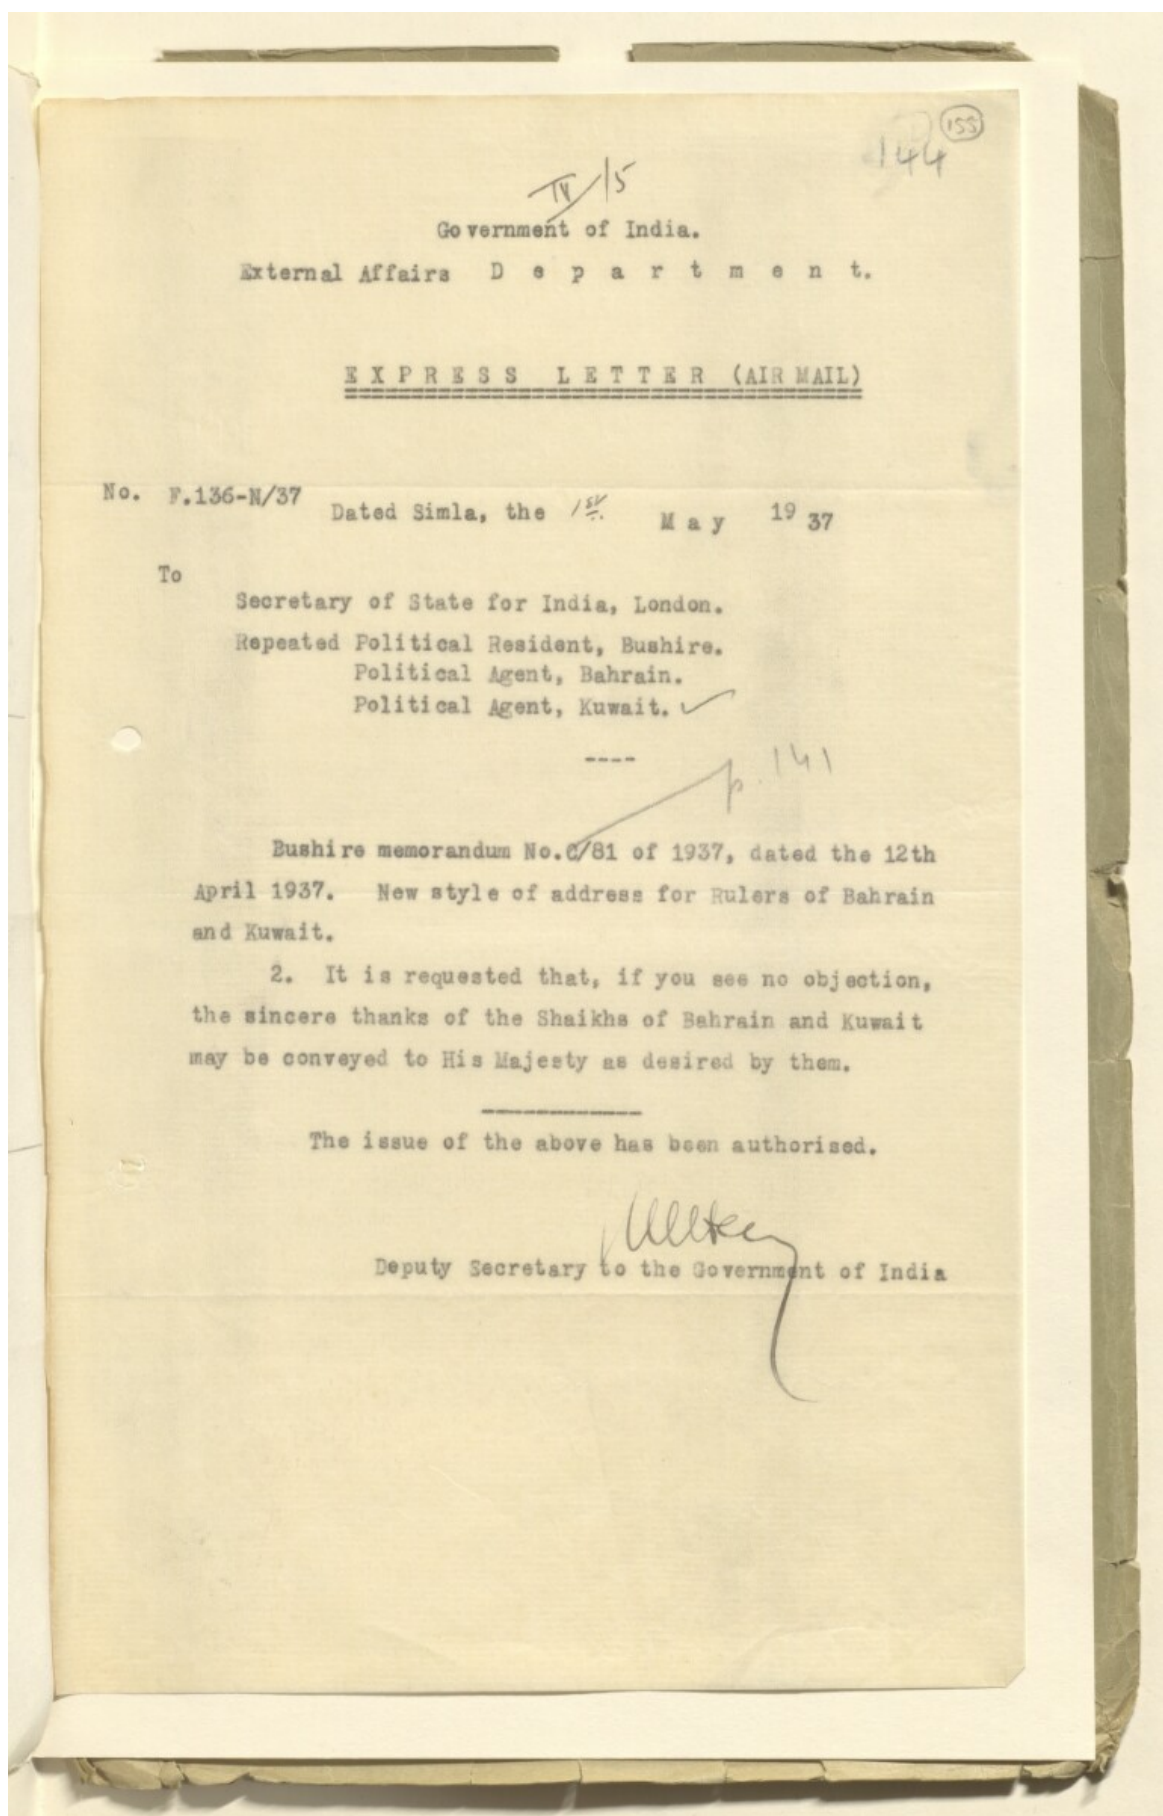 155
144
IV/15
Government of India.
External Affairs D e p a r t m e n t.
E X P R E S S L E T T E R (AIR MAIL)
No. F.136-N/37
Dated Simla, the 1st. May 19 37
To
Secretary of State for India, London.
Repeated Political Resident, Bushire.
Political Agent, Bahrain.
Political Agent, Kuwait. ✓
----
p. 141
Bushire memorandum No.C/81 of 1937, dated the 12th
April 1937. New style of address for Rulers of Bahrain
and Kuwait.
2. It is requested that, if you see no objection,
the sincere thanks of the Shaikhs of Bahrain and Kuwait
may be conveyed to His Majesty as desired by them.
The issue of the above has been authorised.
Deputy Secretary to the Government of India